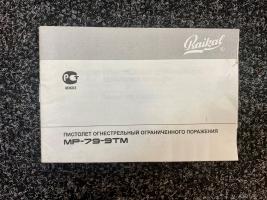 Baikal
ПИСТОЛЕТ ОГНЕСТРЕЛЬНЫЙ ОГРАНИЧЕННОГО ПОРАЖЕНИЯ
МР-79-9ТМ